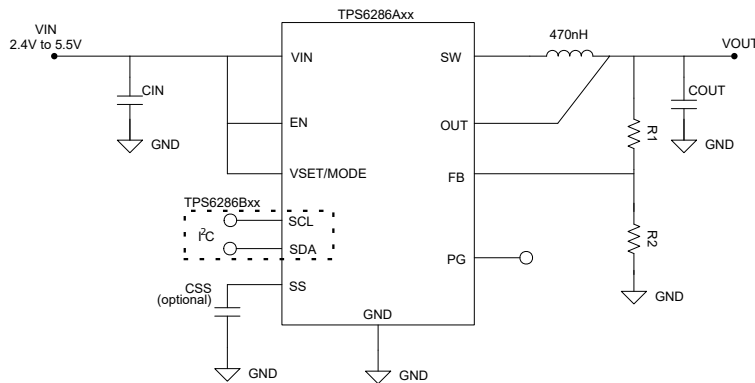 TPS6286Axx
VIN
2.4V to 5.5V
VIN
SW
470nH
VOUT
CIN
COUT
GND
EN
OUT
R1
GND
VSET/MODE
FB
TPS6286Bxx
SCL
I²C
SDA
R2
PG
CSS
(optional)
SS
GND
GND
GND
GND